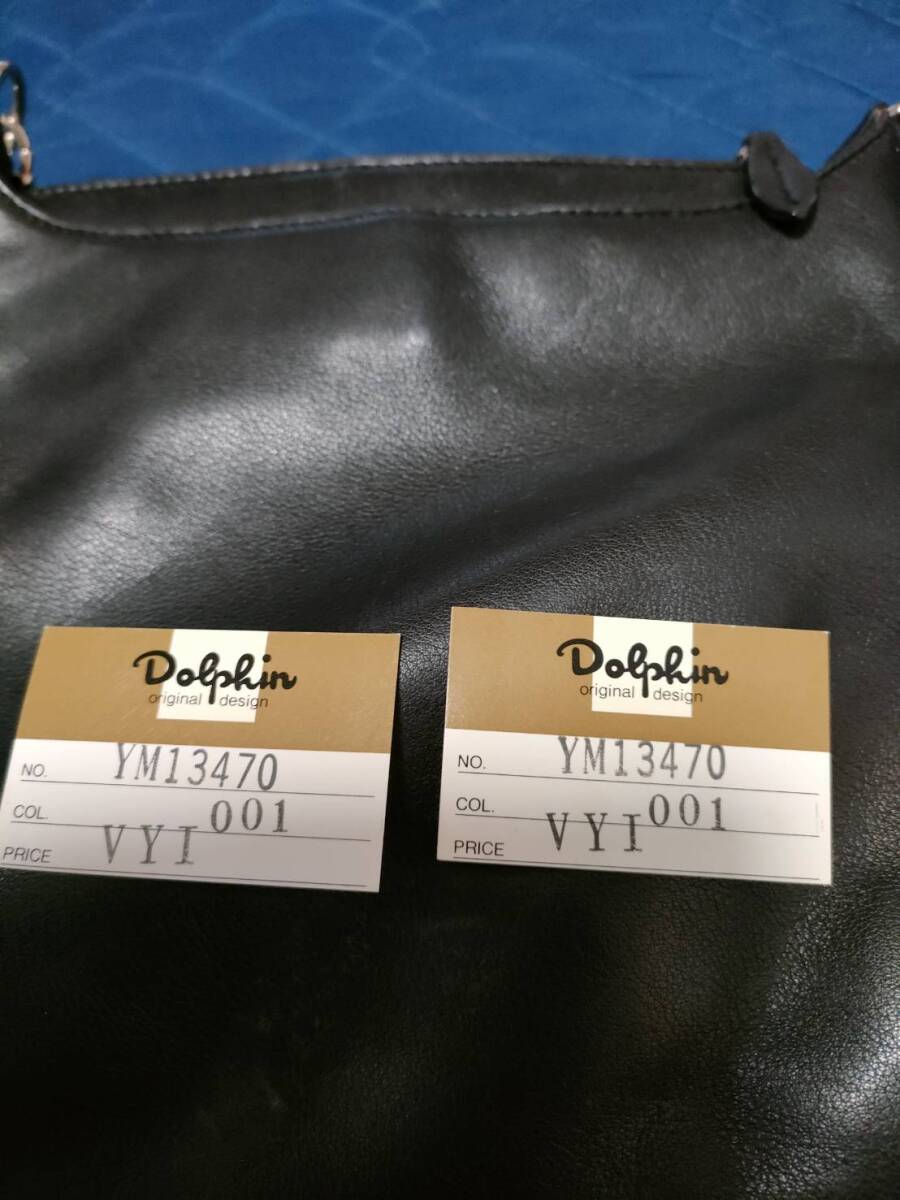 Dolphin
original design
NO. YM13470
COL. 001
PRICE VYI
Dolphin
original design
NO. YM13470
COL. 001
PRICE VYI